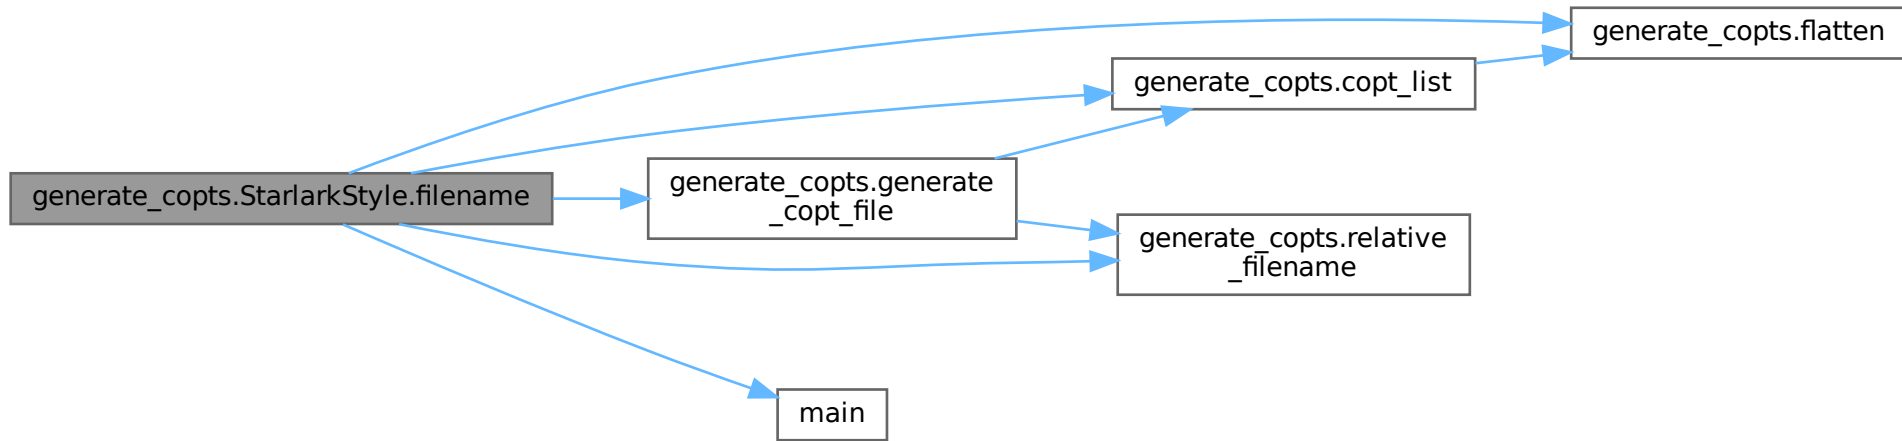 generate_copts.flatten
generate_copts.copt_list
generate_copts.StarlarkStyle.filename
generate_copts.generate
_copt_file
generate_copts.relative
_filename
main